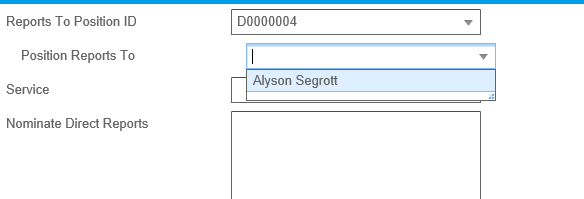 Reports To Position ID
D0000004
Position Reports To
Alyson Segrott
Service
Nominate Direct Reports